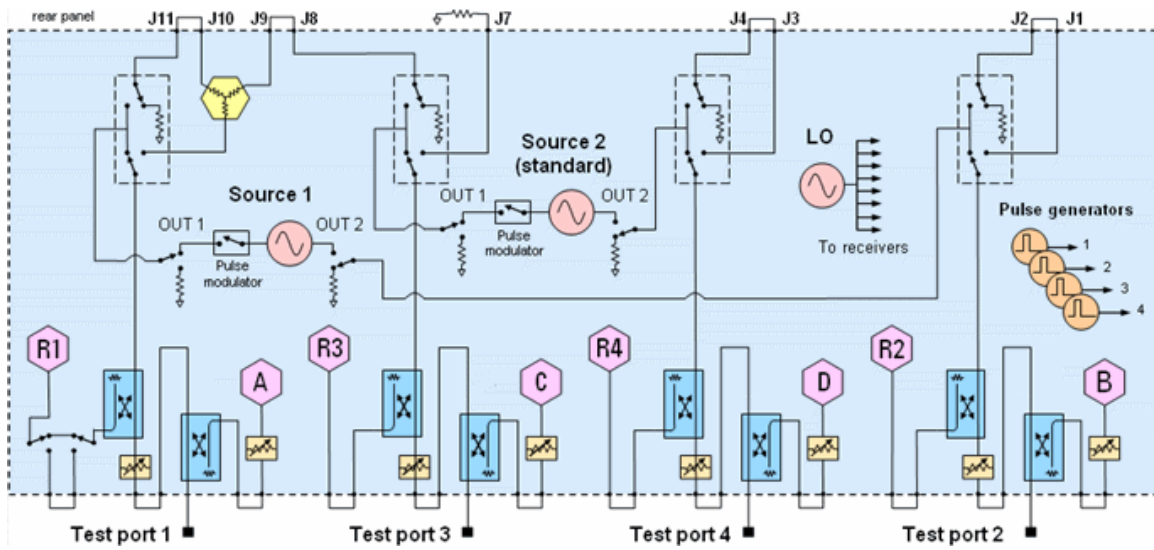 rear panel
J11 J10 J9 J8 J7 J4 J3 J2 J1
Source 1
OUT 1
OUT 2
Pulse
modulator
Source 2
(standard)
OUT 1
OUT 2
Pulse
modulator
LO
To receivers
Pulse generators
1
2
3
4
R1 A R3 C R4 D R2 B
Test port 1 Test port 3 Test port 4 Test port 2